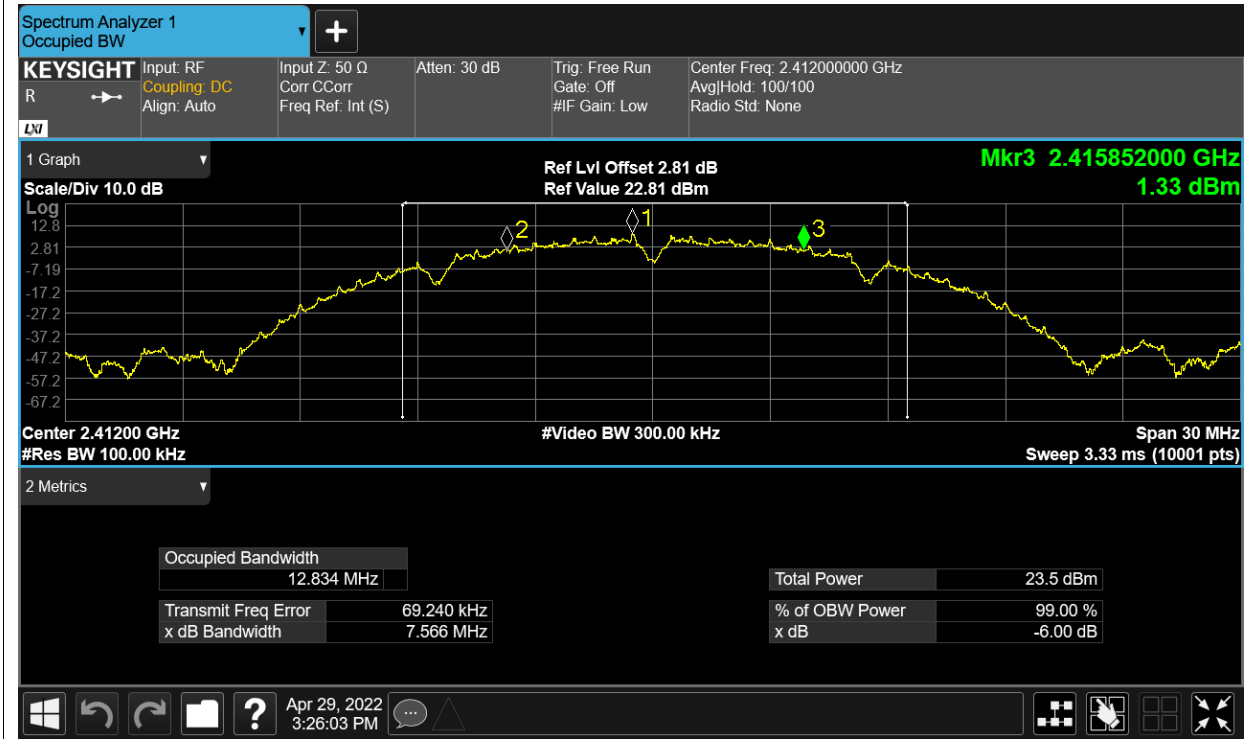 Spectrum Analyzer 1
Occupied BW
KEYSIGHT
R
LXI
Input: RF
Coupling: DC
Align: Auto
Input Z: 50 Ω
Corr CCorr
Freq Ref: Int (S)
Atten: 30 dB
Trig: Free Run
Gate: Off
#IF Gain: Low
Center Freq: 2.412000000 GHz
Avg|Hold: 100/100
Radio Std: None
1 Graph
Scale/Div 10.0 dB
Ref Lvl Offset 2.81 dB
Ref Value 22.81 dBm
Mkr3 2.415852000 GHz
1.33 dBm
Log
12.8
2.81
-7.19
-17.2
-27.2
-37.2
-47.2
-57.2
-67.2
2
1
3
Center 2.41200 GHz
#Res BW 100.00 kHz
#Video BW 300.00 kHz
Span 30 MHz
Sweep 3.33 ms (10001 pts)
2 Metrics
Occupied Bandwidth
12.834 MHz
Transmit Freq Error 69.240 kHz
x dB Bandwidth 7.566 MHz
Total Power 23.5 dBm
% of OBW Power 99.00 %
x dB -6.00 dB
?
Apr 29, 2022
3:26:03 PM